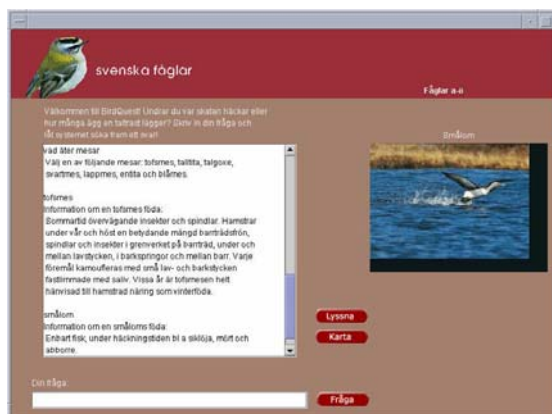 svenska fåglar
Fåglar a-ö
Välkommen till BirdQuest! Undrar du var skatan häckar eller
hur många ägg en talltrast lägger? Skriv in din fråga och
låt systemet söka fram ett svar!
Smålom
vad äter mesar
Välj en av följande mesar: tofsmes, talltita, talgoxe,
svartmes, lappmes, entita och blåmes.
tofsmes
Information om en tofsmes föda:
Sommartid övervägande insekter och spindlar. Hamstrar
under vår och höst en betydande mängd barrträdsfrön,
spindlar och insekter i grenverket på barrträd, under och
mellan lavstycken, i barkspringor och mellan barr. Varje
föremål kamoufleras med små lav- och barkstycken
fastlimmade med saliv. Vissa år är tofsmesen helt
hänvisad till hamstrad näring som vinterföda.
smålom
Information om en småloms föda:
Enbart fisk, under häckningstiden bl a siklöja, mört och
abborre.
Lyssna
Karta
Din fråga:
Fråga